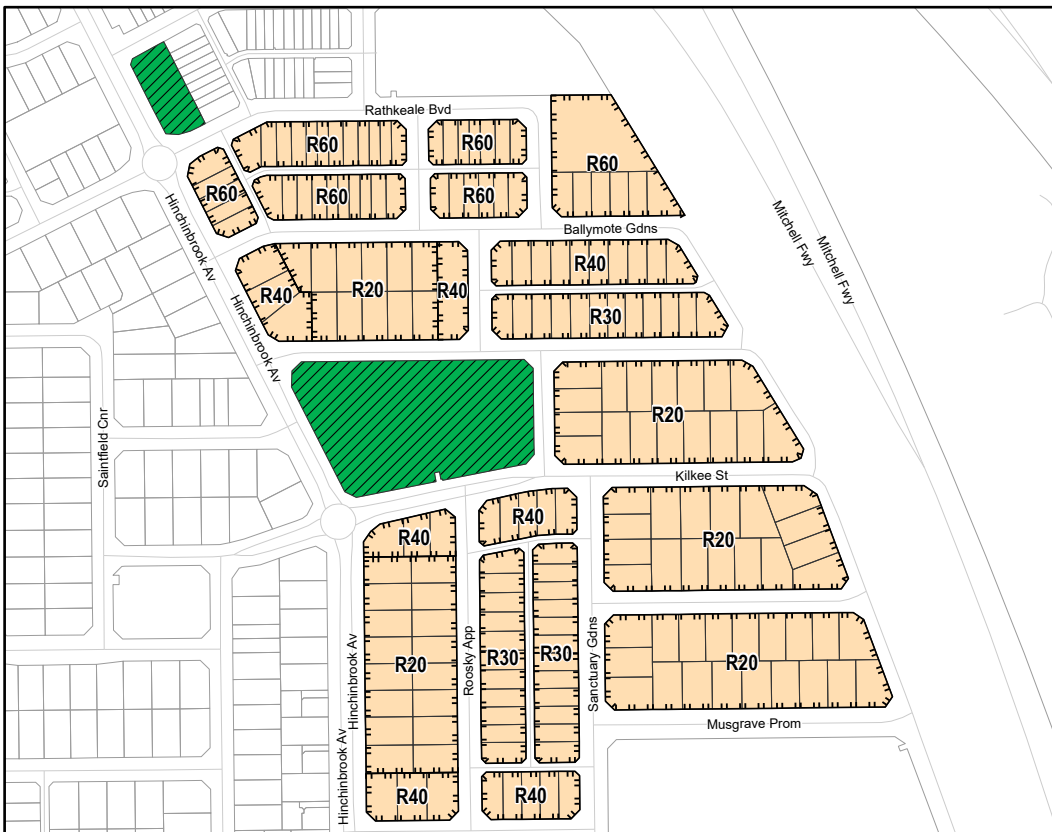 Rathkeale Bvd
R60
R60
R60
R60
R60
R60
Hinchinbrook Av
Ballymote Gdns
Mitchell Fwy
Mitchell Fwy
R40
R40
R20
R40
Hinchinbrook Av
R30
Saintfield Cnr
R20
Kilkee St
R40
R40
R20
Hinchinbrook Av
R20
Roosky App
R30
R30
Sanctuary Gdns
R20
Musgrave Prom
Hinchinbrook Av
R40
R40